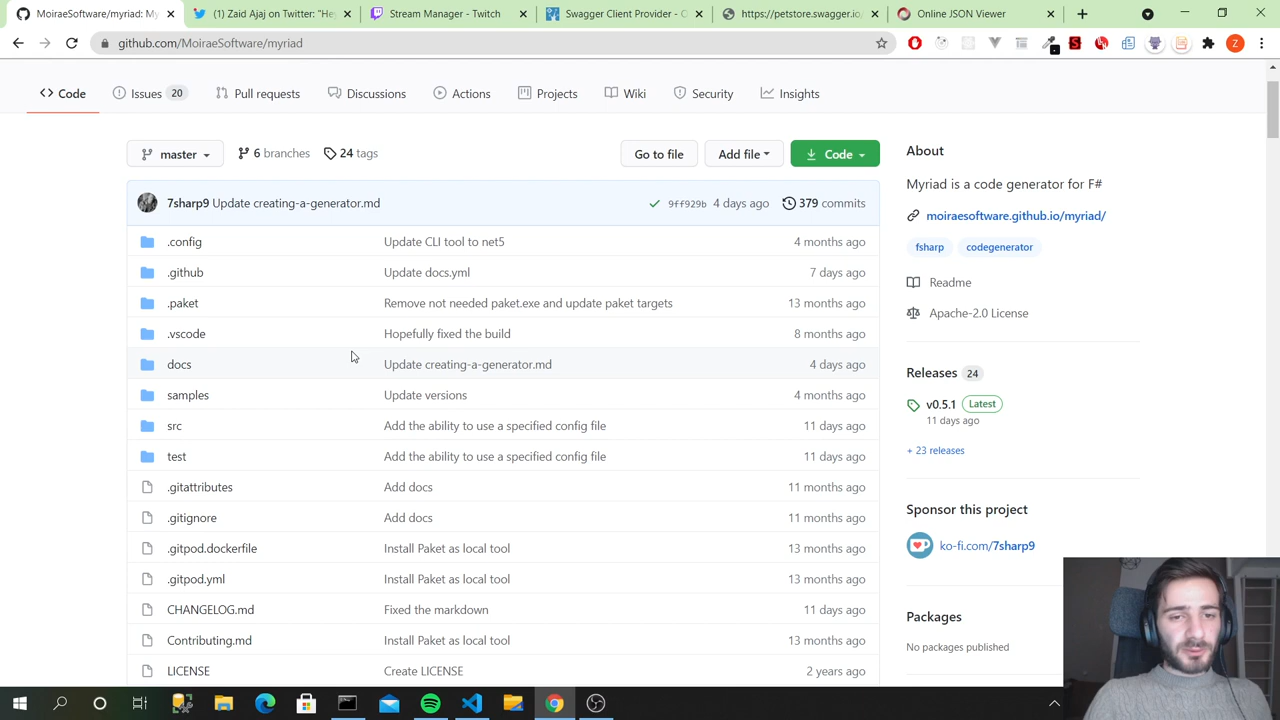 MoiraeSoftware/myriad: My
(1) Zaid Ajaj on Twitter: "He
Stream Manager - Twitch
Swagger Client Provider - O
https://petstore.swagger.io
Online JSON Viewer
github.com/MoiraeSoftware/myriad
Z
Code
Issues 20
Pull requests
Discussions
Actions
Projects
Wiki
Security
Insights
master
6 branches
24 tags
Go to file
Add file
Code
7sharp9 Update creating-a-generator.md
9ff929b 4 days ago
379 commits
.config Update CLI tool to net5 4 months ago
.github Update docs.yml 7 days ago
.paket Remove not needed paket.exe and update paket targets 13 months ago
.vscode Hopefully fixed the build 8 months ago
docs Update creating-a-generator.md 4 days ago
samples Update versions 4 months ago
src Add the ability to use a specified config file 11 days ago
test Add the ability to use a specified config file 11 days ago
.gitattributes Add docs 11 months ago
.gitignore Add docs 11 months ago
.gitpod.dockerfile Install Paket as local tool 13 months ago
.gitpod.yml Install Paket as local tool 13 months ago
CHANGELOG.md Fixed the markdown 11 days ago
Contributing.md Install Paket as local tool 13 months ago
LICENSE Create LICENSE 2 years ago
About
Myriad is a code generator for F#
moiraesoftware.github.io/myriad/
fsharp codegenerator
Readme
Apache-2.0 License
Releases 24
v0.5.1 Latest
11 days ago
+ 23 releases
Sponsor this project
ko-fi.com/7sharp9
Packages
No packages published